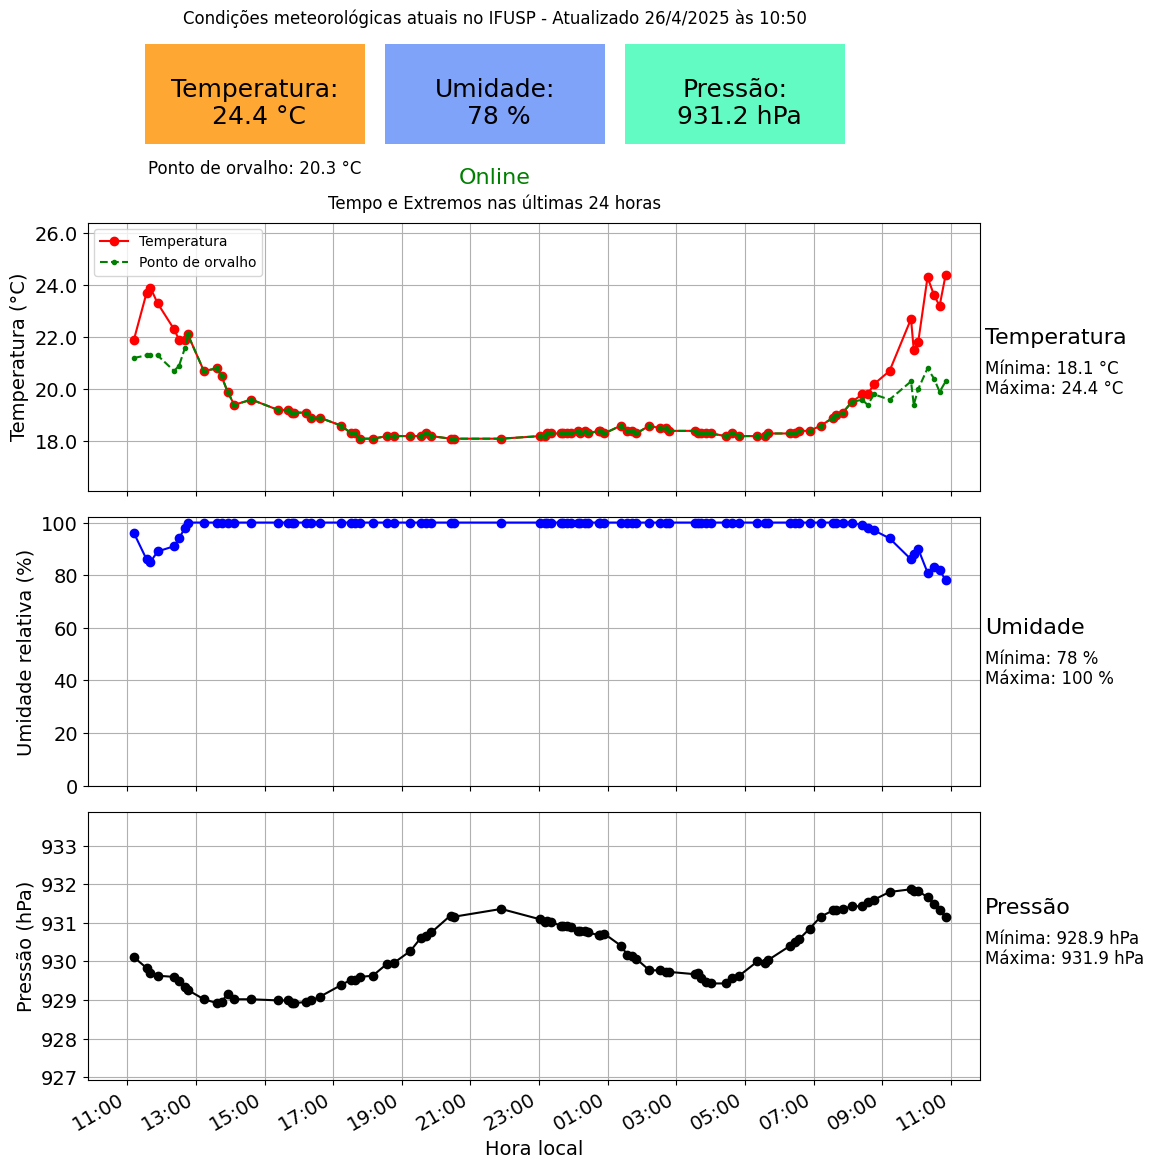 Condições meteorológicas atuais no IFUSP - Atualizado 26/4/2025 às 10:50
Temperatura:
24.4 °C
Umidade:
78 %
Pressão:
931.2 hPa
Ponto de orvalho: 20.3 °C
Online
Tempo e Extremos nas últimas 24 horas
Temperatura (°C)
26.0
24.0
22.0
20.0
18.0
Temperatura
Ponto de orvalho
Temperatura
Mínima: 18.1 °C
Máxima: 24.4 °C
Umidade relativa (%)
100
80
60
40
20
0
Umidade
Mínima: 78 %
Máxima: 100 %
Pressão (hPa)
933
932
931
930
929
928
927
Pressão
Mínima: 928.9 hPa
Máxima: 931.9 hPa
11:00
13:00
15:00
17:00
19:00
21:00
23:00
01:00
03:00
05:00
07:00
09:00
11:00
Hora local